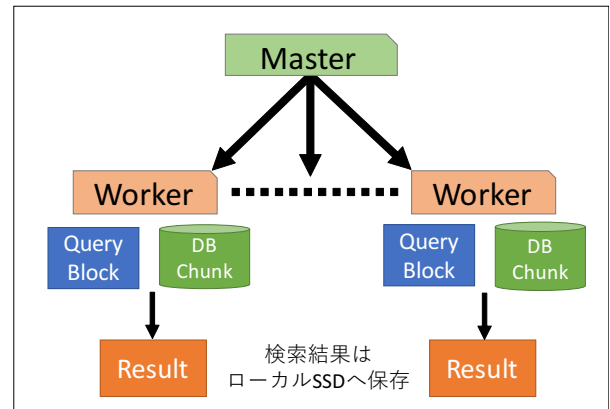 Master
Worker
Worker
Query
Block
DB
Chunk
Query
Block
DB
Chunk
Result
検索結果は
ローカルSSDへ保存
Result